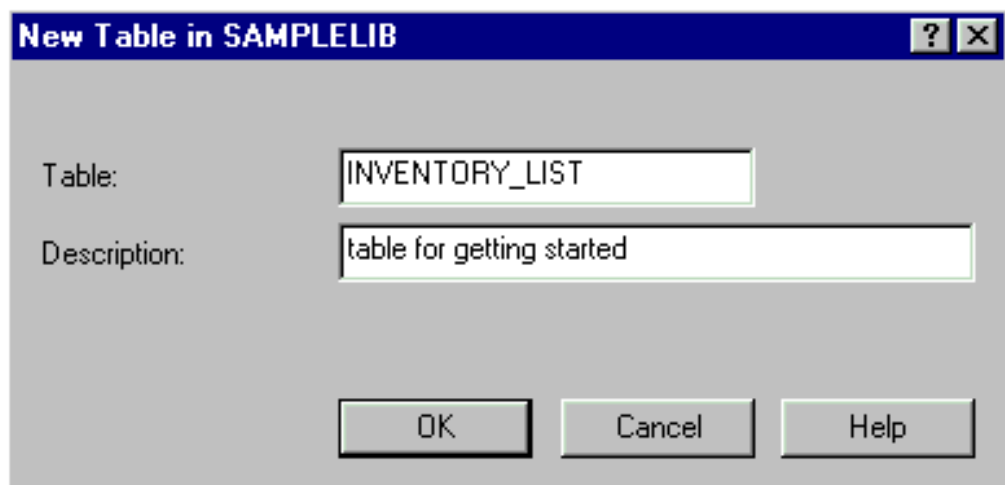 New Table in SAMPLELIB
Table: INVENTORY_LIST
Description: table for getting started
OK Cancel Help